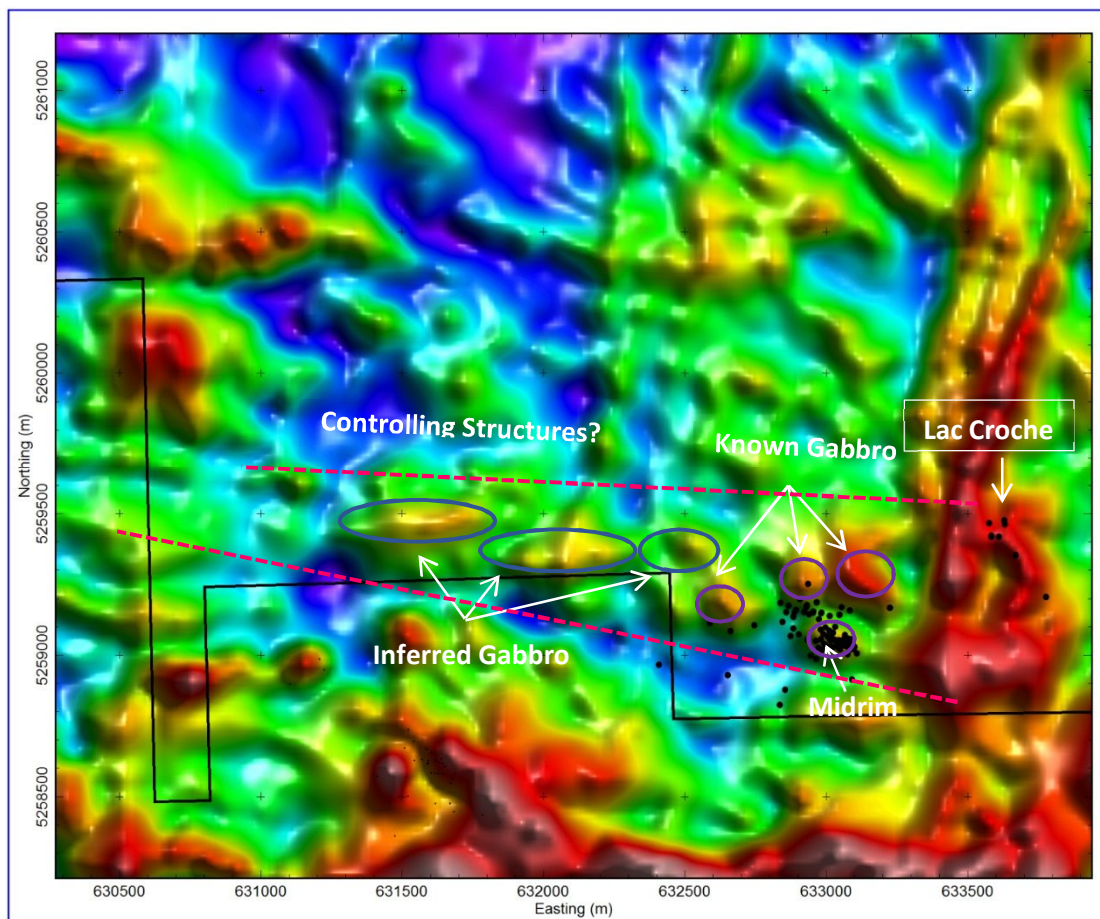 5261000
5260500
5260000
5259500
5259000
5258500
Northing (m)
Controlling Structures?
Known Gabbro
Lac Croche
Inferred Gabbro
Midrim
630500 631000 631500 632000 632500 633000 633500
Easting (m)